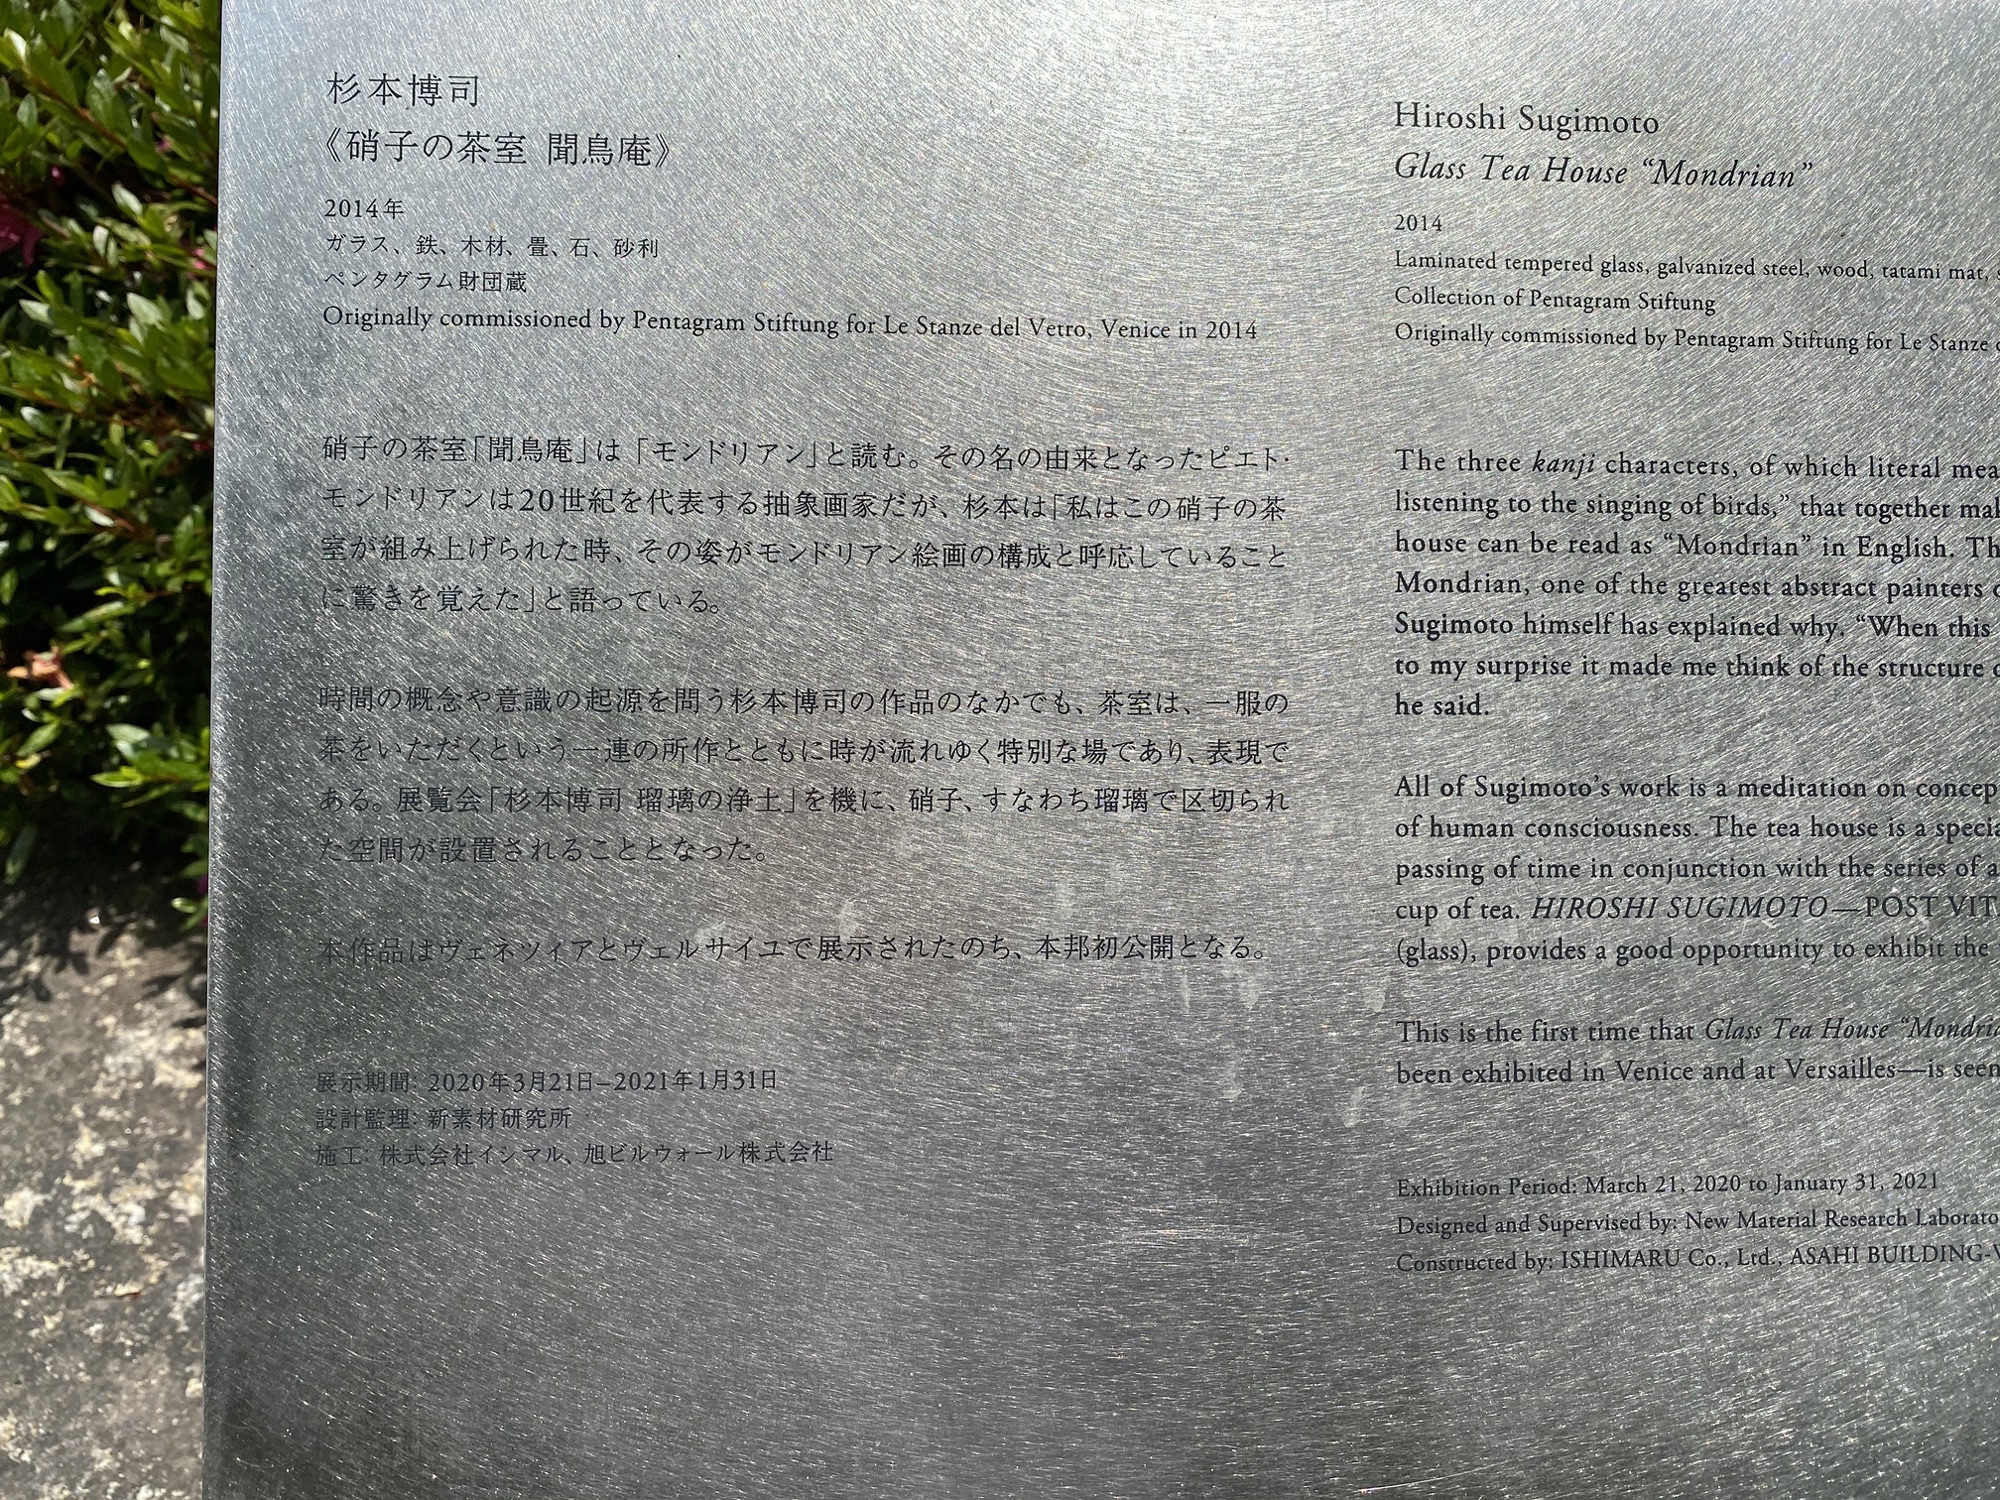 杉本博司
《硝子の茶室 聞鳥庵》
2014年
ガラス、鉄、木材、畳、石、砂利
ペンタグラム財団蔵
Originally commissioned by Pentagram Stiftung for Le Stanze del Vetro, Venice in 2014
硝子の茶室「聞鳥庵」は「モンドリアン」と読む。その名の由来となったピエト・
モンドリアンは20世紀を代表する抽象画家だが、杉本は「私はこの硝子の茶
室が組み上げられた時、その姿がモンドリアン絵画の構成と呼応していること
に驚きを覚えた」と語っている。
時間の概念や意識の起源を問う杉本博司の作品のなかでも、茶室は、一服の
茶をいただくという一連の所作とともに時が流れゆく特別な場であり、表現で
ある。展覧会「杉本博司 瑠璃の浄土」を機に、硝子、すなわち瑠璃で区切られ
た空間が設置されることとなった。
本作品はヴェネツィアとヴェルサイユで展示されたのち、本邦初公開となる。
展示期間: 2020年3月21日–2021年1月31日
設計監理: 新素材研究所
施工: 株式会社イシマル、旭ビルウォール株式会社
Hiroshi Sugimoto
Glass Tea House “Mondrian”
2014
Laminated tempered glass, galvanized steel, wood, tatami mat,
Collection of Pentagram Stiftung
Originally commissioned by Pentagram Stiftung for Le Stanze
The three kanji characters, of which literal
listening to the singing of birds,” that together
house can be read as “Mondrian” in English.
Mondrian, one of the greatest abstract painters
Sugimoto himself has explained why. “When this
to my surprise it made me think of the structure
he said.
All of Sugimoto’s work is a meditation on
of human consciousness. The tea house is a
passing of time in conjunction with the series of
cup of tea. HIROSHI SUGIMOTO—POST
(glass), provides a good opportunity to exhibit the
This is the first time that Glass Tea House
been exhibited in Venice and at Versailles—is seen
Exhibition Period: March 21, 2020 to January 31, 2021
Designed and Supervised by: New Material Research
Constructed by: ISHIMARU Co., Ltd., ASAHI